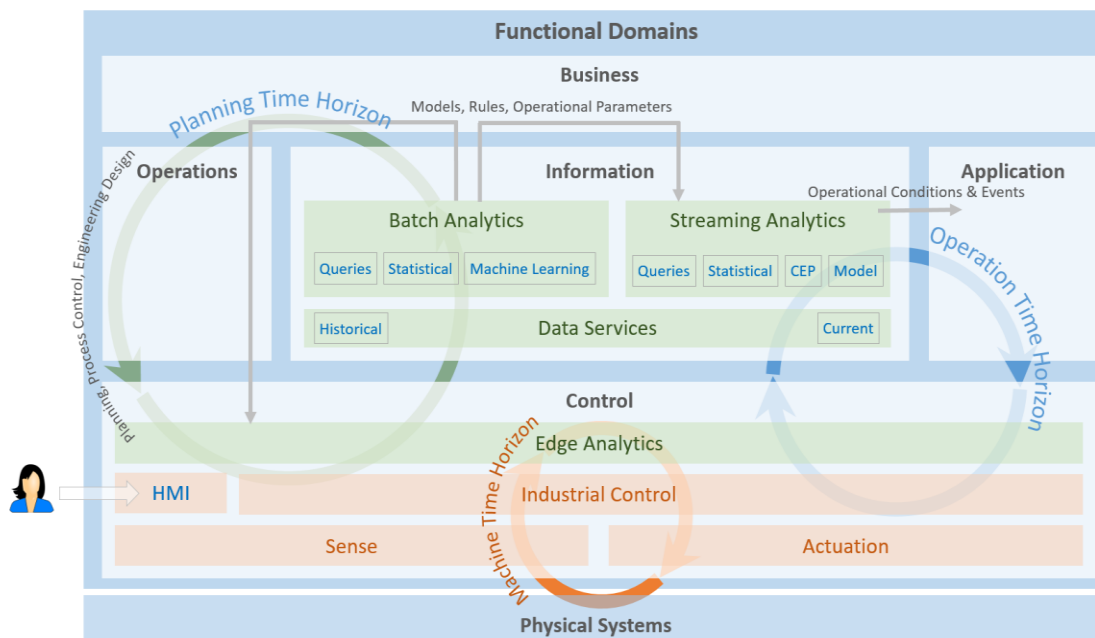 Functional Domains
Business
Planning Time Horizon
Models, Rules, Operational Parameters
Operations
Information
Application
Operational Conditions & Events
Planning, Process Control, Engineering Design
Batch Analytics
Streaming Analytics
Queries
Statistical
Machine Learning
Queries
Statistical
CEP
Model
Operation Time Horizon
Historical
Data Services
Current
Control
Edge Analytics
Machine Time Horizon
HMI
Industrial Control
Sense
Actuation
Physical Systems